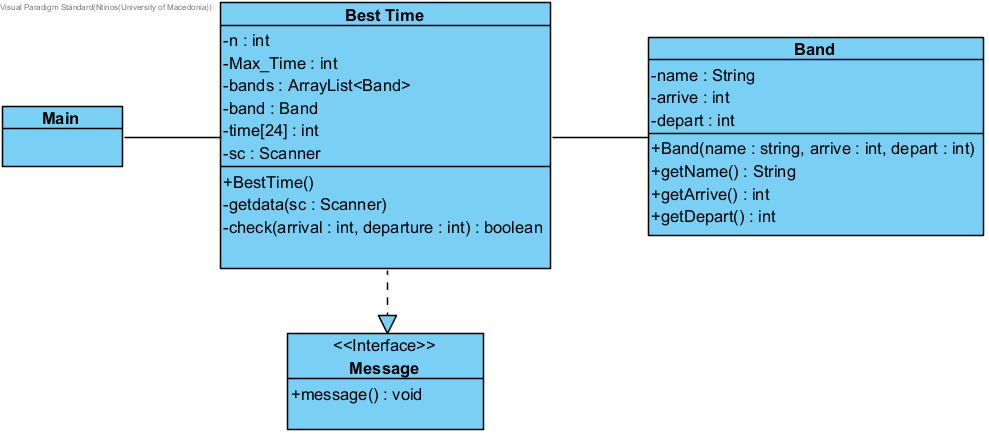 Visual Paradigm Standard(Ntinos(University of Macedonia))
Main
Best Time
-n : int
-Max_Time : int
-bands : ArrayList<Band>
-band : Band
-time[24] : int
-sc : Scanner
+BestTime()
-getdata(sc : Scanner)
-check(arrival : int, departure : int) : boolean
Band
-name : String
-arrive : int
-depart : int
+Band(name : string, arrive : int, depart : int)
+getName() : String
+getArrive() : int
+getDepart() : int
<<Interface>>
Message
+message() : void